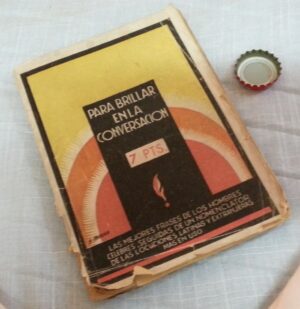 PARA BRILLAR
EN LA
CONVERSACION
7 PTS.
LAS MEJORES FRASES DE LOS HOMBRES
CELEBRES SEGUIDAS DE UN NOMENCLATOR
DE LAS LOCUCIONES LATINAS Y EXTRANJERAS
MAS EN USO